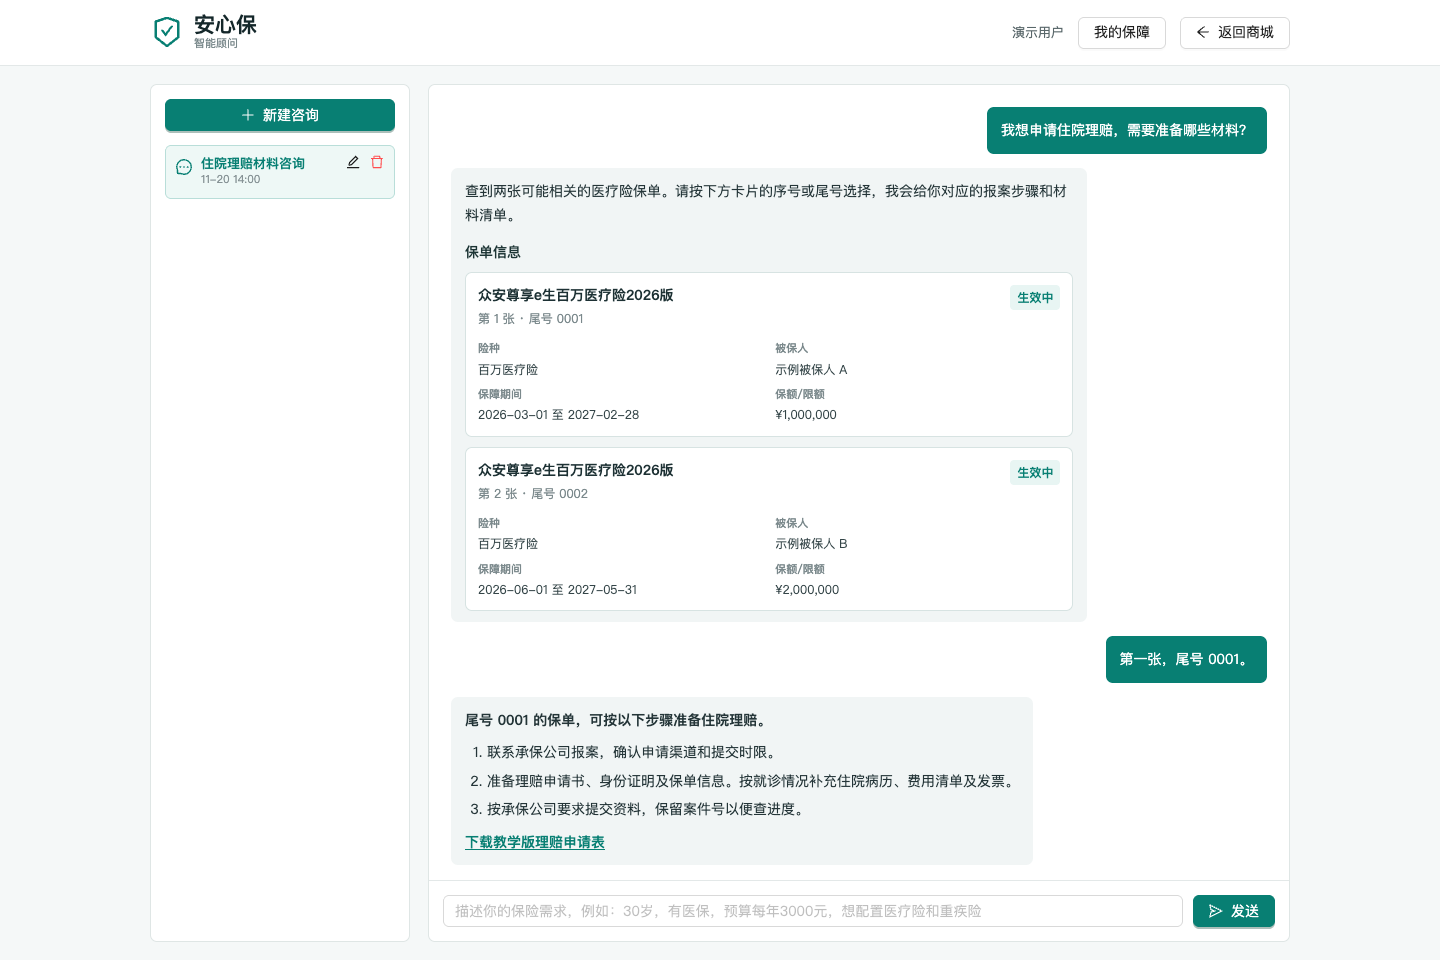 安心保
智能顾问
演示用户
我的保障
返回商城
新建咨询
住院理赔材料咨询
11-20 14:00
我想申请住院理赔，需要准备哪些材料？
查到两张可能相关的医疗险保单。请按下方卡片的序号或尾号选择，我会给你对应的报案步骤和材
料清单。
保单信息
众安尊享e生百万医疗险2026版
生效中
第 1 张 · 尾号 0001
险种
被保人
百万医疗险
示例被保人 A
保障期间
保额/限额
2026-03-01 至 2027-02-28
¥1,000,000
众安尊享e生百万医疗险2026版
生效中
第 2 张 · 尾号 0002
险种
被保人
百万医疗险
示例被保人 B
保障期间
保额/限额
2026-06-01 至 2027-05-31
¥2,000,000
第一张，尾号 0001。
尾号 0001 的保单，可按以下步骤准备住院理赔。
1. 联系承保公司报案，确认申请渠道和提交时限。
2. 准备理赔申请书、身份证明及保单信息。按就诊情况补充住院病历、费用清单及发票。
3. 按承保公司要求提交资料，保留案件号以便查进度。
下载教学版理赔申请表
描述你的保险需求，例如：30岁，有医保，预算每年3000元，想配置医疗险和重疾险
发送